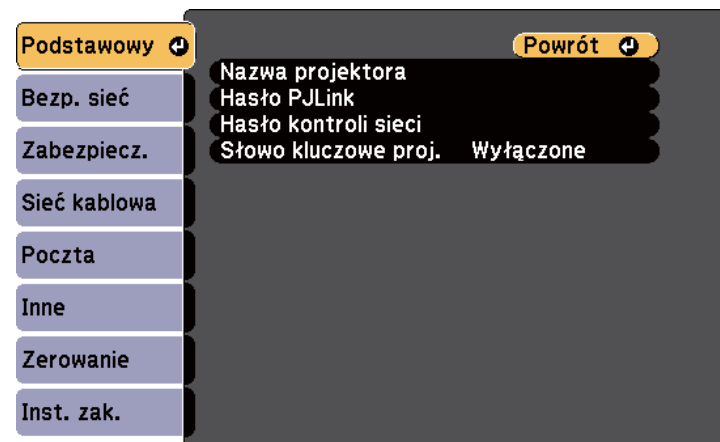 Podstawowy
Bezp. sieć
Zabezpiecz.
Sieć kablowa
Poczta
Inne
Zerowanie
Inst. zak.
Powrót
Nazwa projektora
Hasło PJLink
Hasło kontroli sieci
Słowo kluczowe proj. Wyłączone